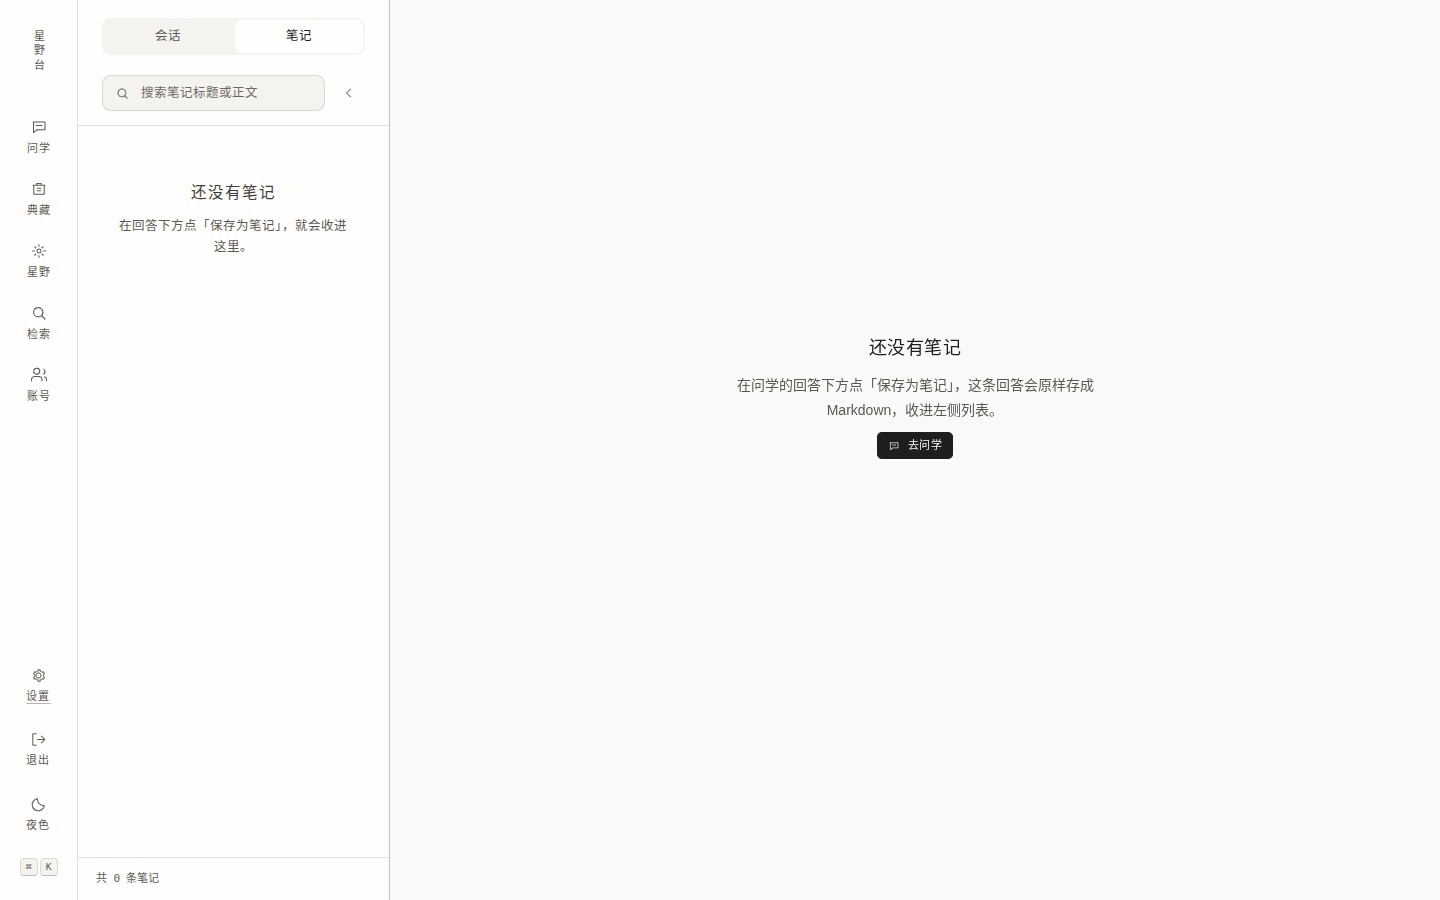 星
野
台
问学
典藏
星野
检索
账号
设置
退出
夜色
⌘ K
会话 笔记
搜索笔记标题或正文
还没有笔记
在回答下方点「保存为笔记」，就会收进
这里。
共 0 条笔记
还没有笔记
在问学的回答下方点「保存为笔记」，这条回答会原样存成
Markdown，收进左侧列表。
去问学